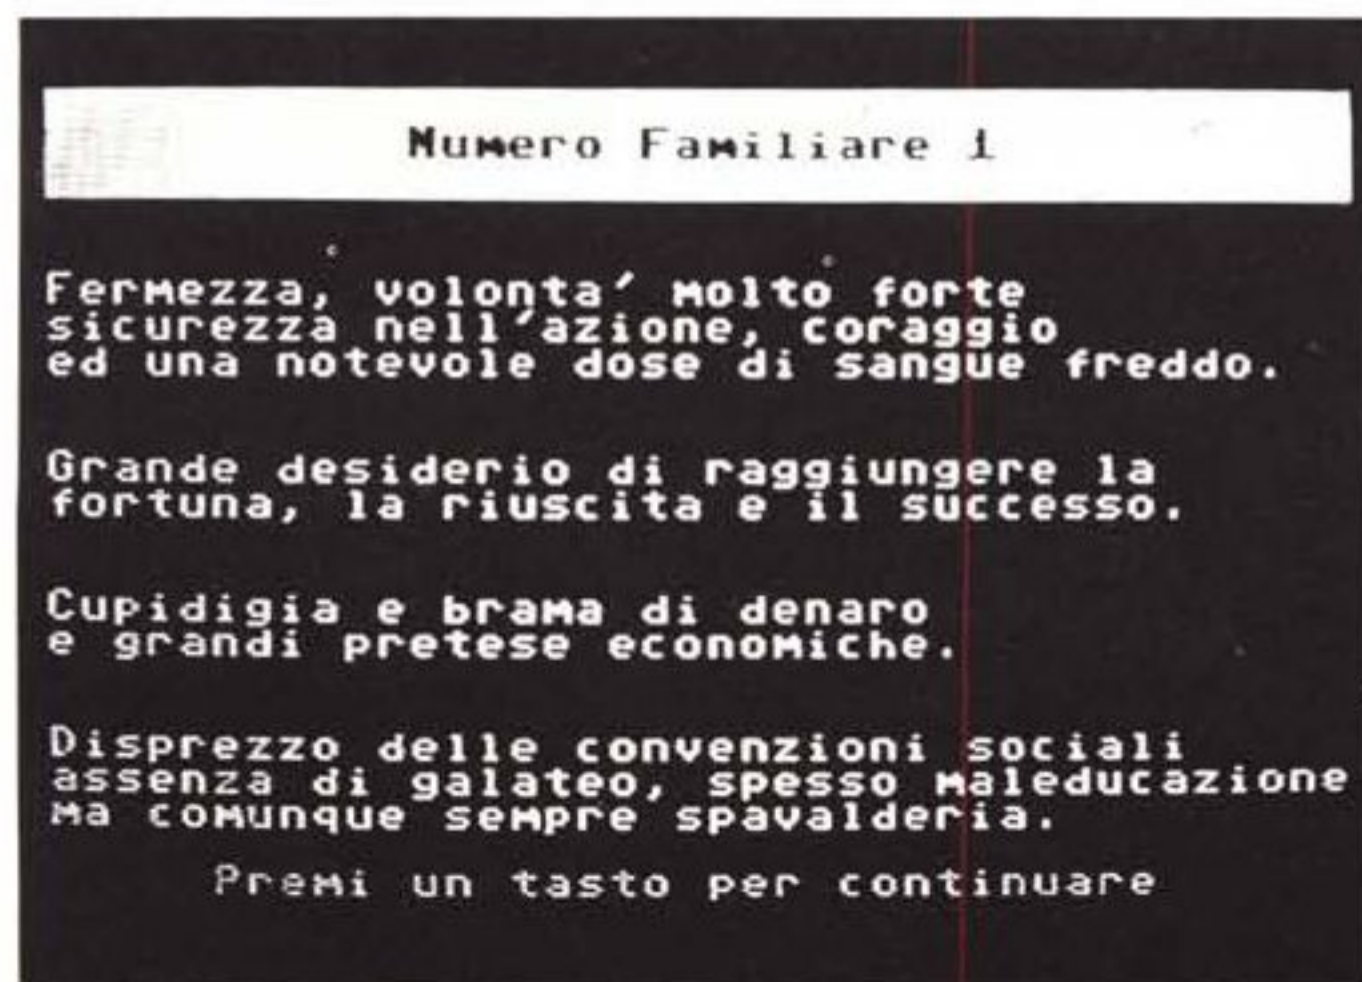 Numero Familiare 1
Fermezza, volonta' molto forte
sicurezza nell'azione, coraggio
ed una notevole dose di sangue freddo.
Grande desiderio di raggiungere la
fortuna, la riuscita e il successo.
Cupidigia e brama di denaro
e grandi pretese economiche.
Disprezzo delle convenzioni sociali
assenza di galateo, spesso maleducazione
ma comunque sempre spavalderia.
Premi un tasto per continuare